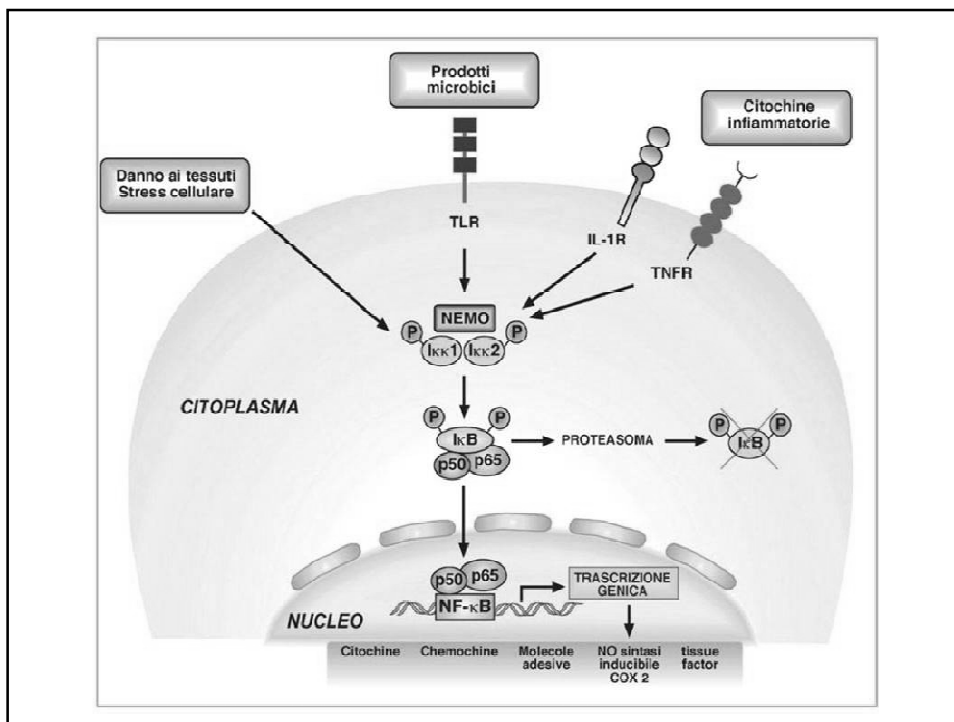 Prodotti
microbici
Citochine
infiammatorie
Danno ai tessuti
Stress cellulare
TLR
IL-1R
TNFR
NEMO
P
P
Iκκ1
Iκκ2
CITOPLASMA
P
P
IκB
p50
p65
PROTEASOMA
P
P
IκB
p50
p65
NF-κB
TRASCRIZIONE
GENICA
NUCLEO
Citochine
Chemochine
Molecole
adesive
NO sintasi
inducibile
COX 2
tissue
factor